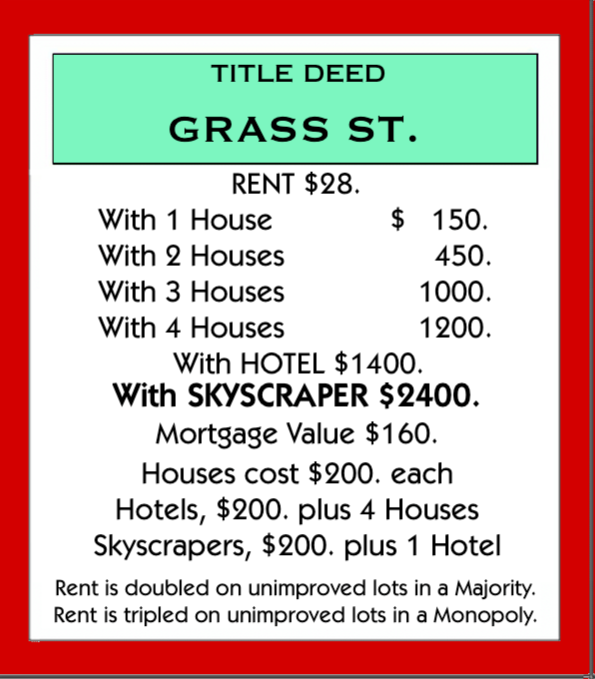 TITLE DEED
GRASS ST.
RENT $28.
With 1 House $ 150.
With 2 Houses 450.
With 3 Houses 1000.
With 4 Houses 1200.
With HOTEL $1400.
With SKYSCRAPER $2400.
Mortgage Value $160.
Houses cost $200. each
Hotels, $200. plus 4 Houses
Skyscrapers, $200. plus 1 Hotel
Rent is doubled on unimproved lots in a Majority.
Rent is tripled on unimproved lots in a Monopoly.